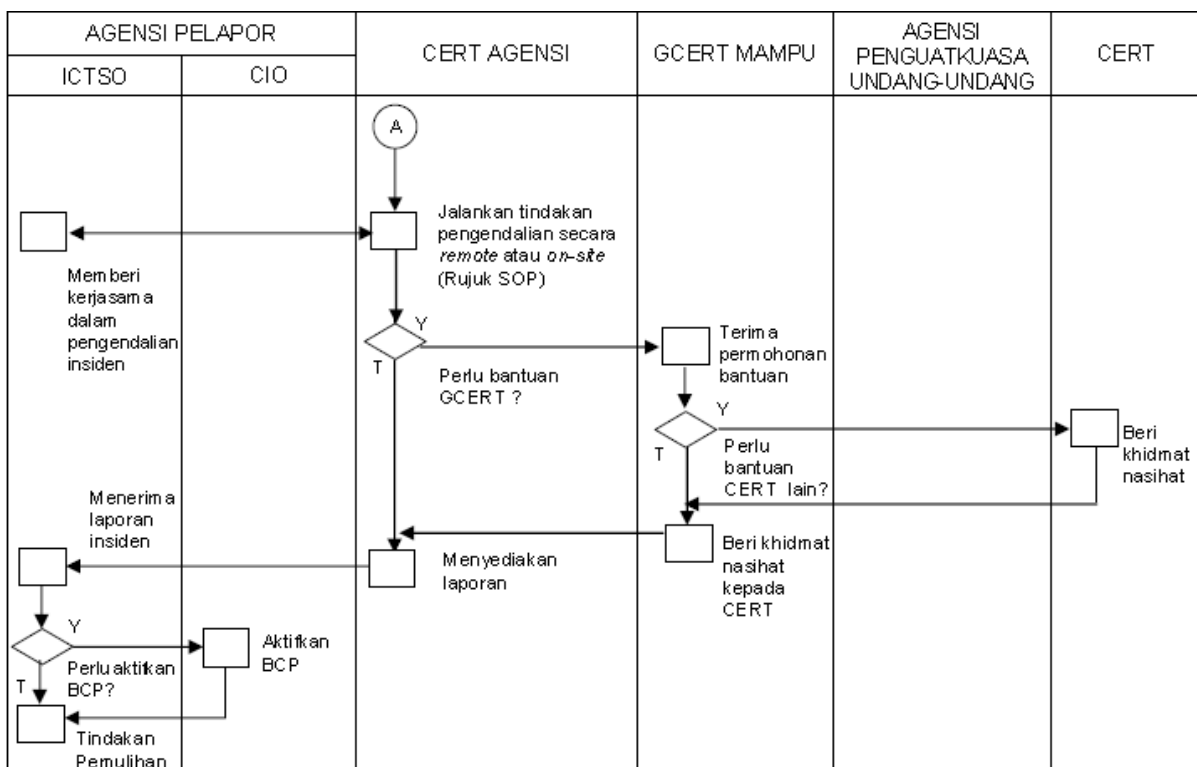 AGENSI PELAPOR
ICTSO
CIO
CERT AGENSI
GCERT MAMPU
AGENSI
PENGUATKUASA
UNDANG-UNDANG
CERT
A
Jalankan tindakan
pengendalian secara
remote atau on-site
(Rujuk SOP)
Memberi
kerjasama
dalam
pengendalian
insiden
Y
T
Perlu bantuan
GCERT ?
Terima
permohonan
bantuan
Y
T
Perlu
bantuan
CERT lain?
Beri
khidmat
nasihat
Menerima
laporan
insiden
Menyediakan
laporan
Beri khidmat
nasihat
kepada
CERT
Y
Perlu aktifkan
BCP?
T
Aktifkan
BCP
Tindakan
Pemulihan